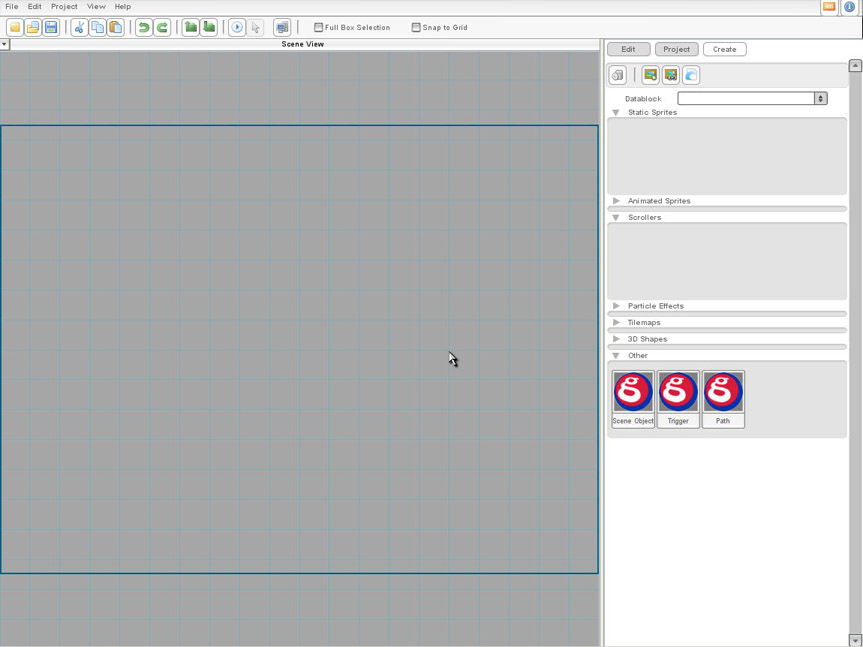 File Edit Project View Help
Full Box Selection Snap to Grid
Scene View
Edit Project Create
Datablock:
Static Sprites
Animated Sprites
Scrollers
Particle Effects
Tilemaps
3D Shapes
Other
g g g
Scene Object Trigger Path